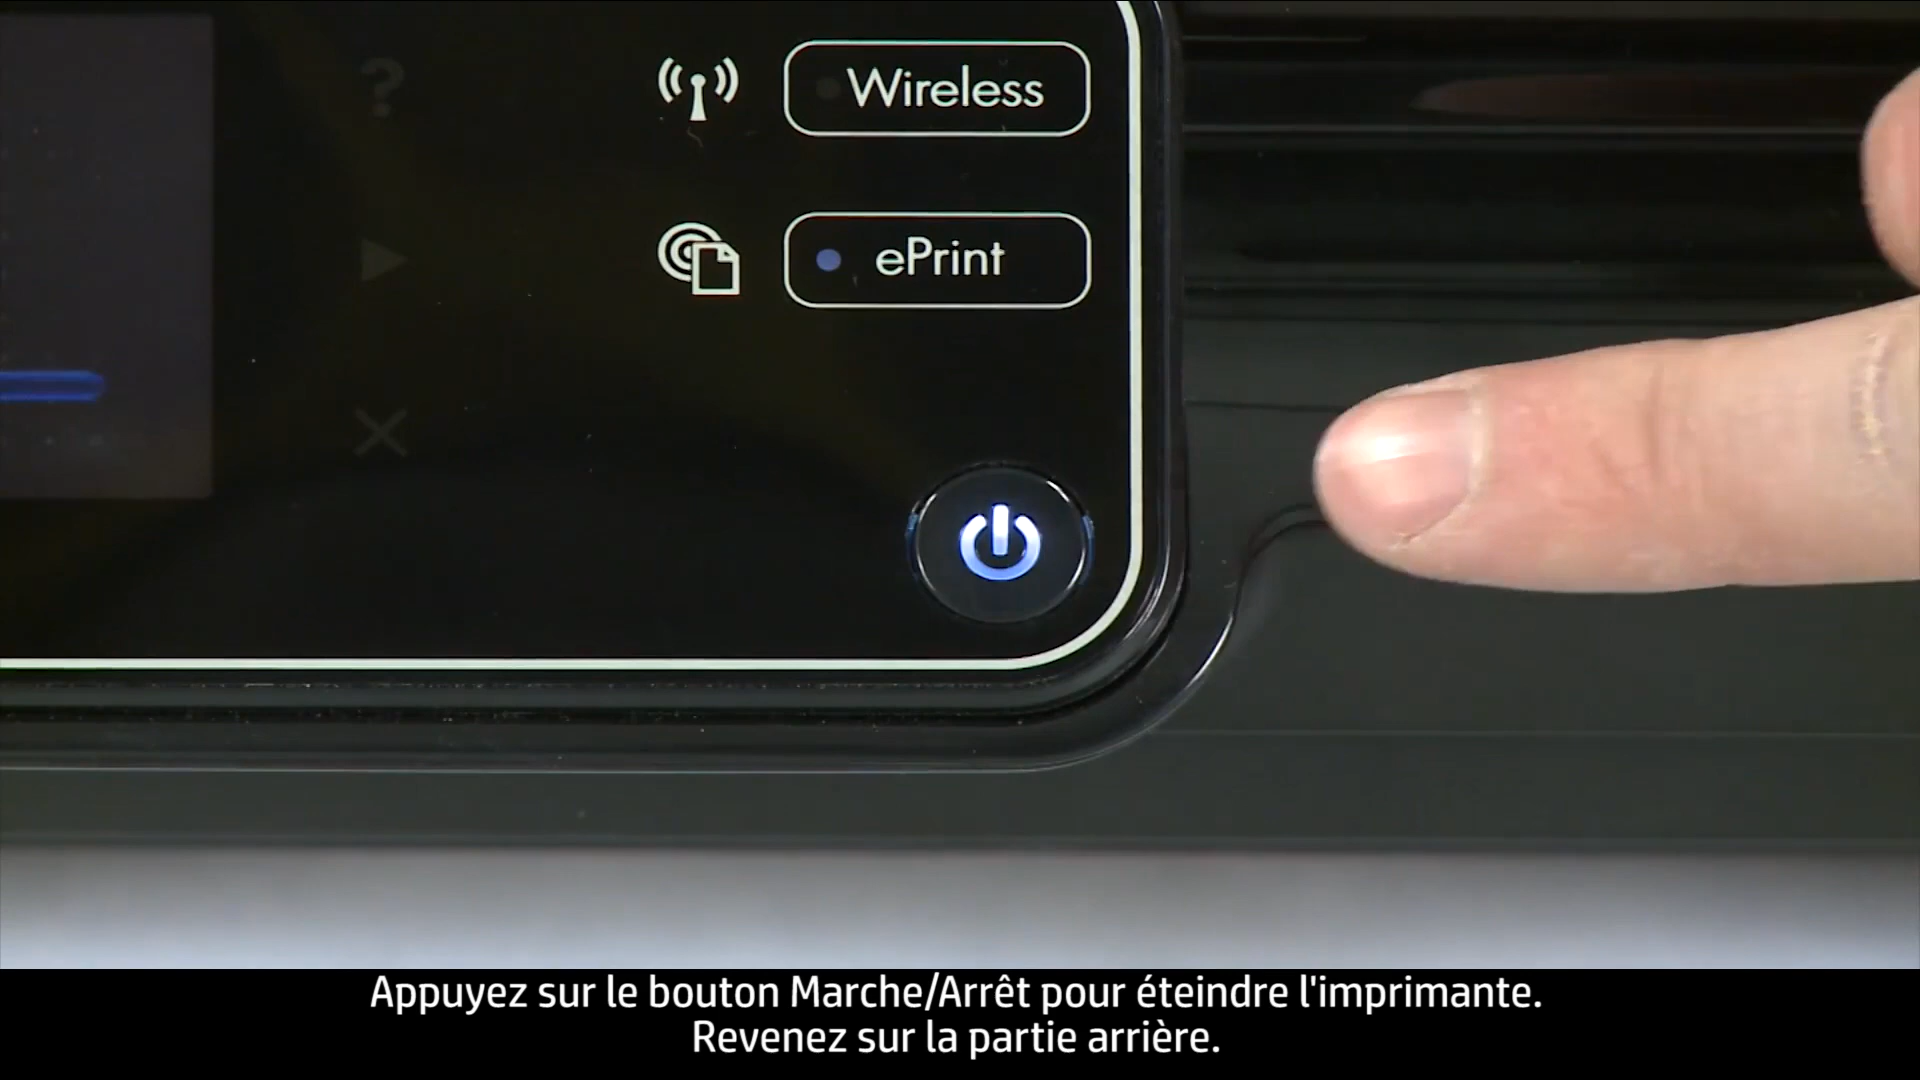 Wireless
ePrint
Appuyez sur le bouton Marche/Arrêt pour éteindre l'imprimante.
Revenez sur la partie arrière.